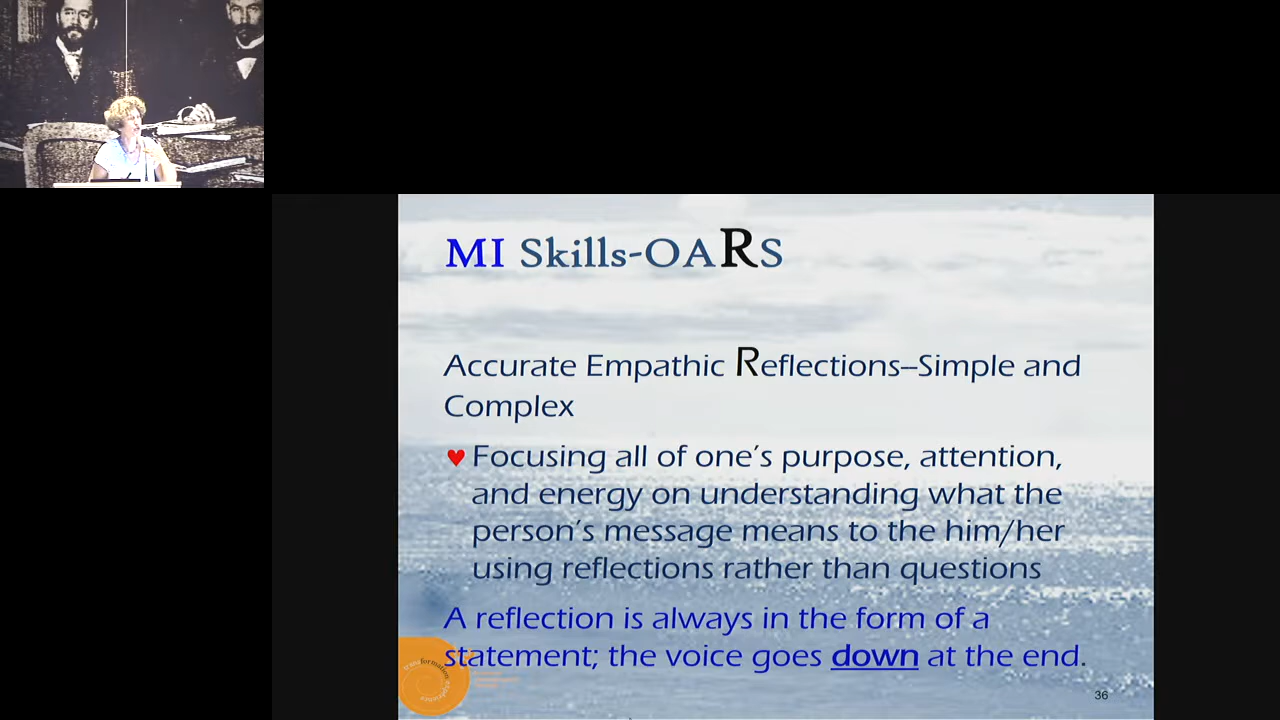 MI Skills-OARS
Accurate Empathic Reflections–Simple and
Complex
♥ Focusing all of one's purpose, attention,
and energy on understanding what the
person's message means to the him/her
using reflections rather than questions
A reflection is always in the form of a
statement; the voice goes down at the end.
transformation
experience
36